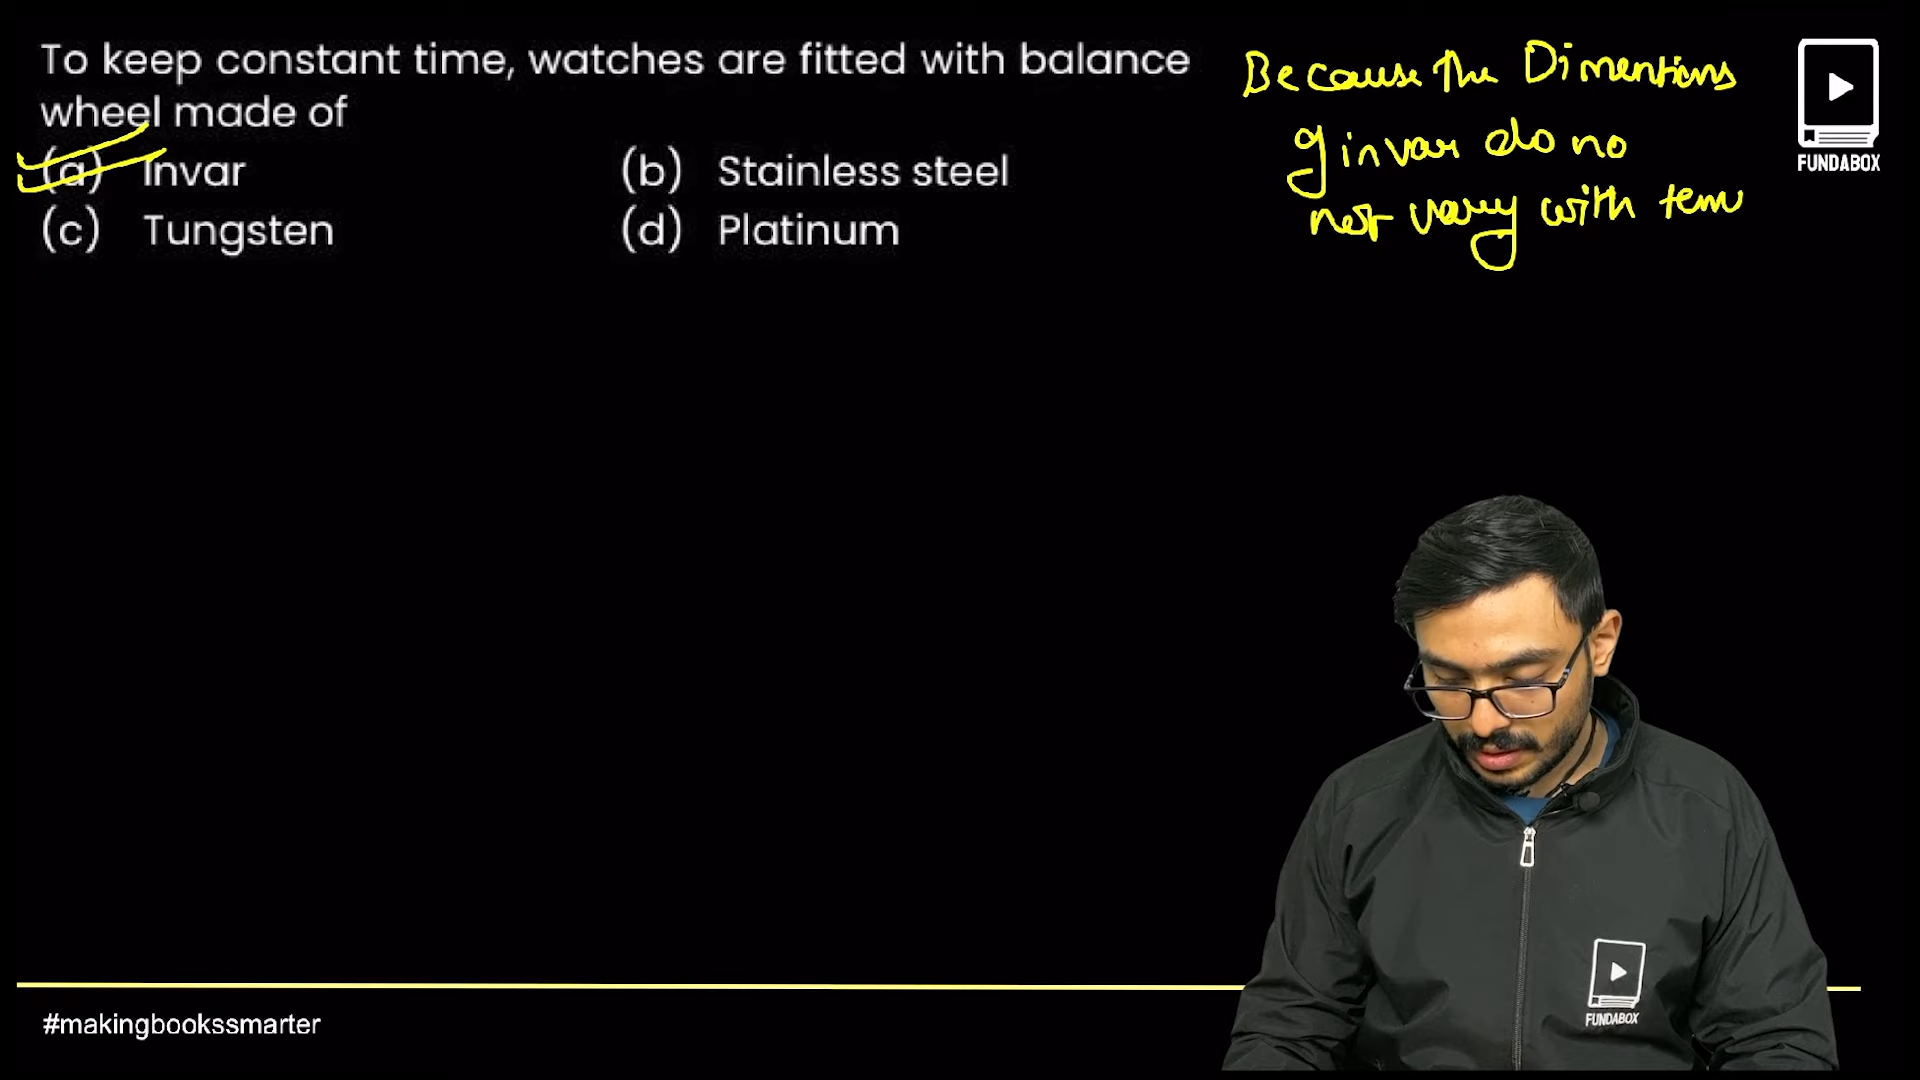 To keep constant time, watches are fitted with balance
wheel made of
(a) Invar
(b) Stainless steel
(c) Tungsten
(d) Platinum
Because the Dimentions
of invar do no
not vary with tem
FUNDABOX
FUNDABOX
#makingbookssmarter